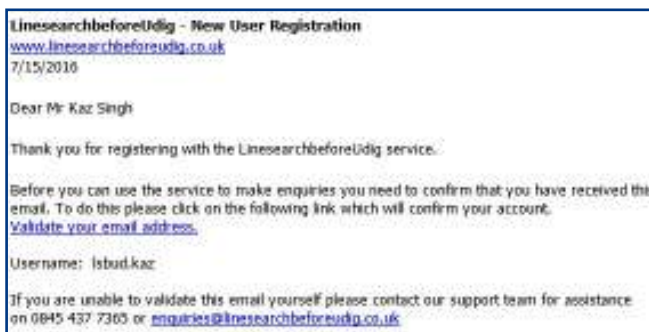 LinesearchbeforeUdig - New User Registration
www.linesearchbeforeudig.co.uk
7/15/2016
Dear Mr Kaz Singh
Thank you for registering with the LinesearchbeforeUdig service.
Before you can use the service to make enquiries you need to confirm that you have received this
email. To do this please click on the following link which will confirm your account.
Validate your email address.
Username: lsbud.kaz
If you are unable to validate this email yourself please contact our support team for assistance
on 0845 437 7365 or enquiries@linesearchbeforeudig.co.uk